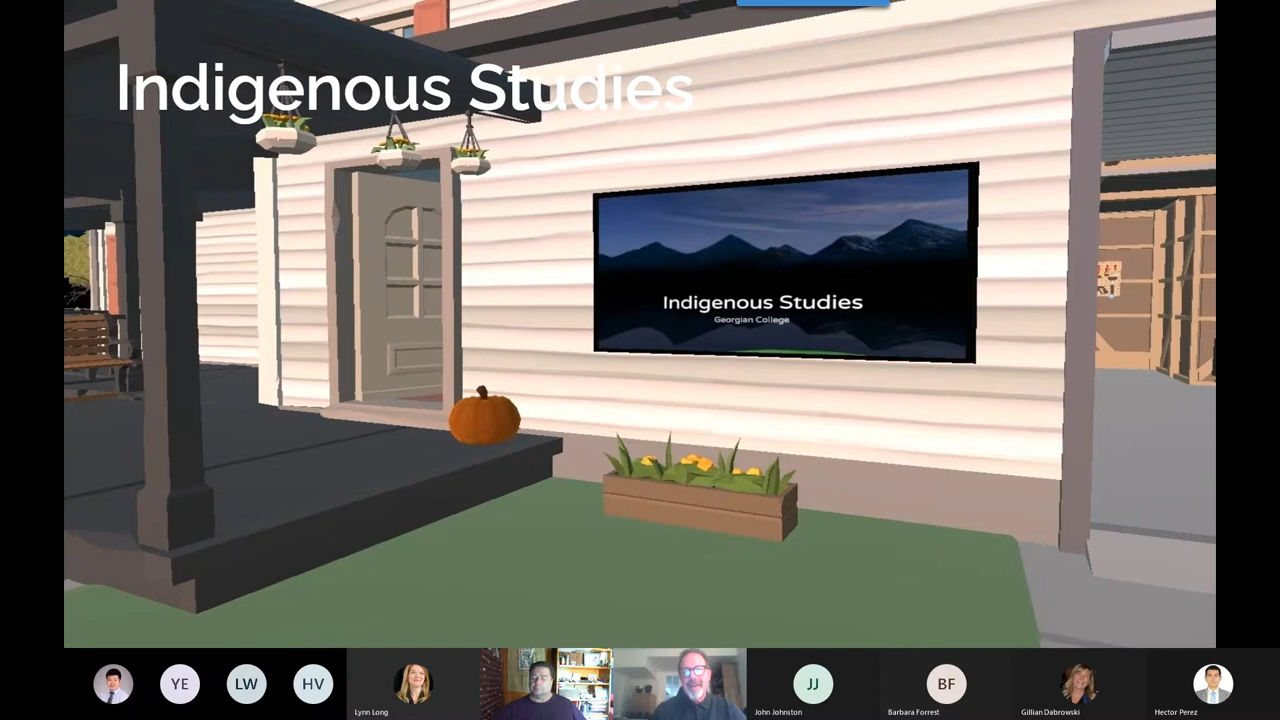 Indigenous Studies
Indigenous Studies
Georgian College
YE
LW
HV
Lynn Long
JJ
John Johnston
BF
Barbara Forrest
Gillian Dabrowski
Hector Perez